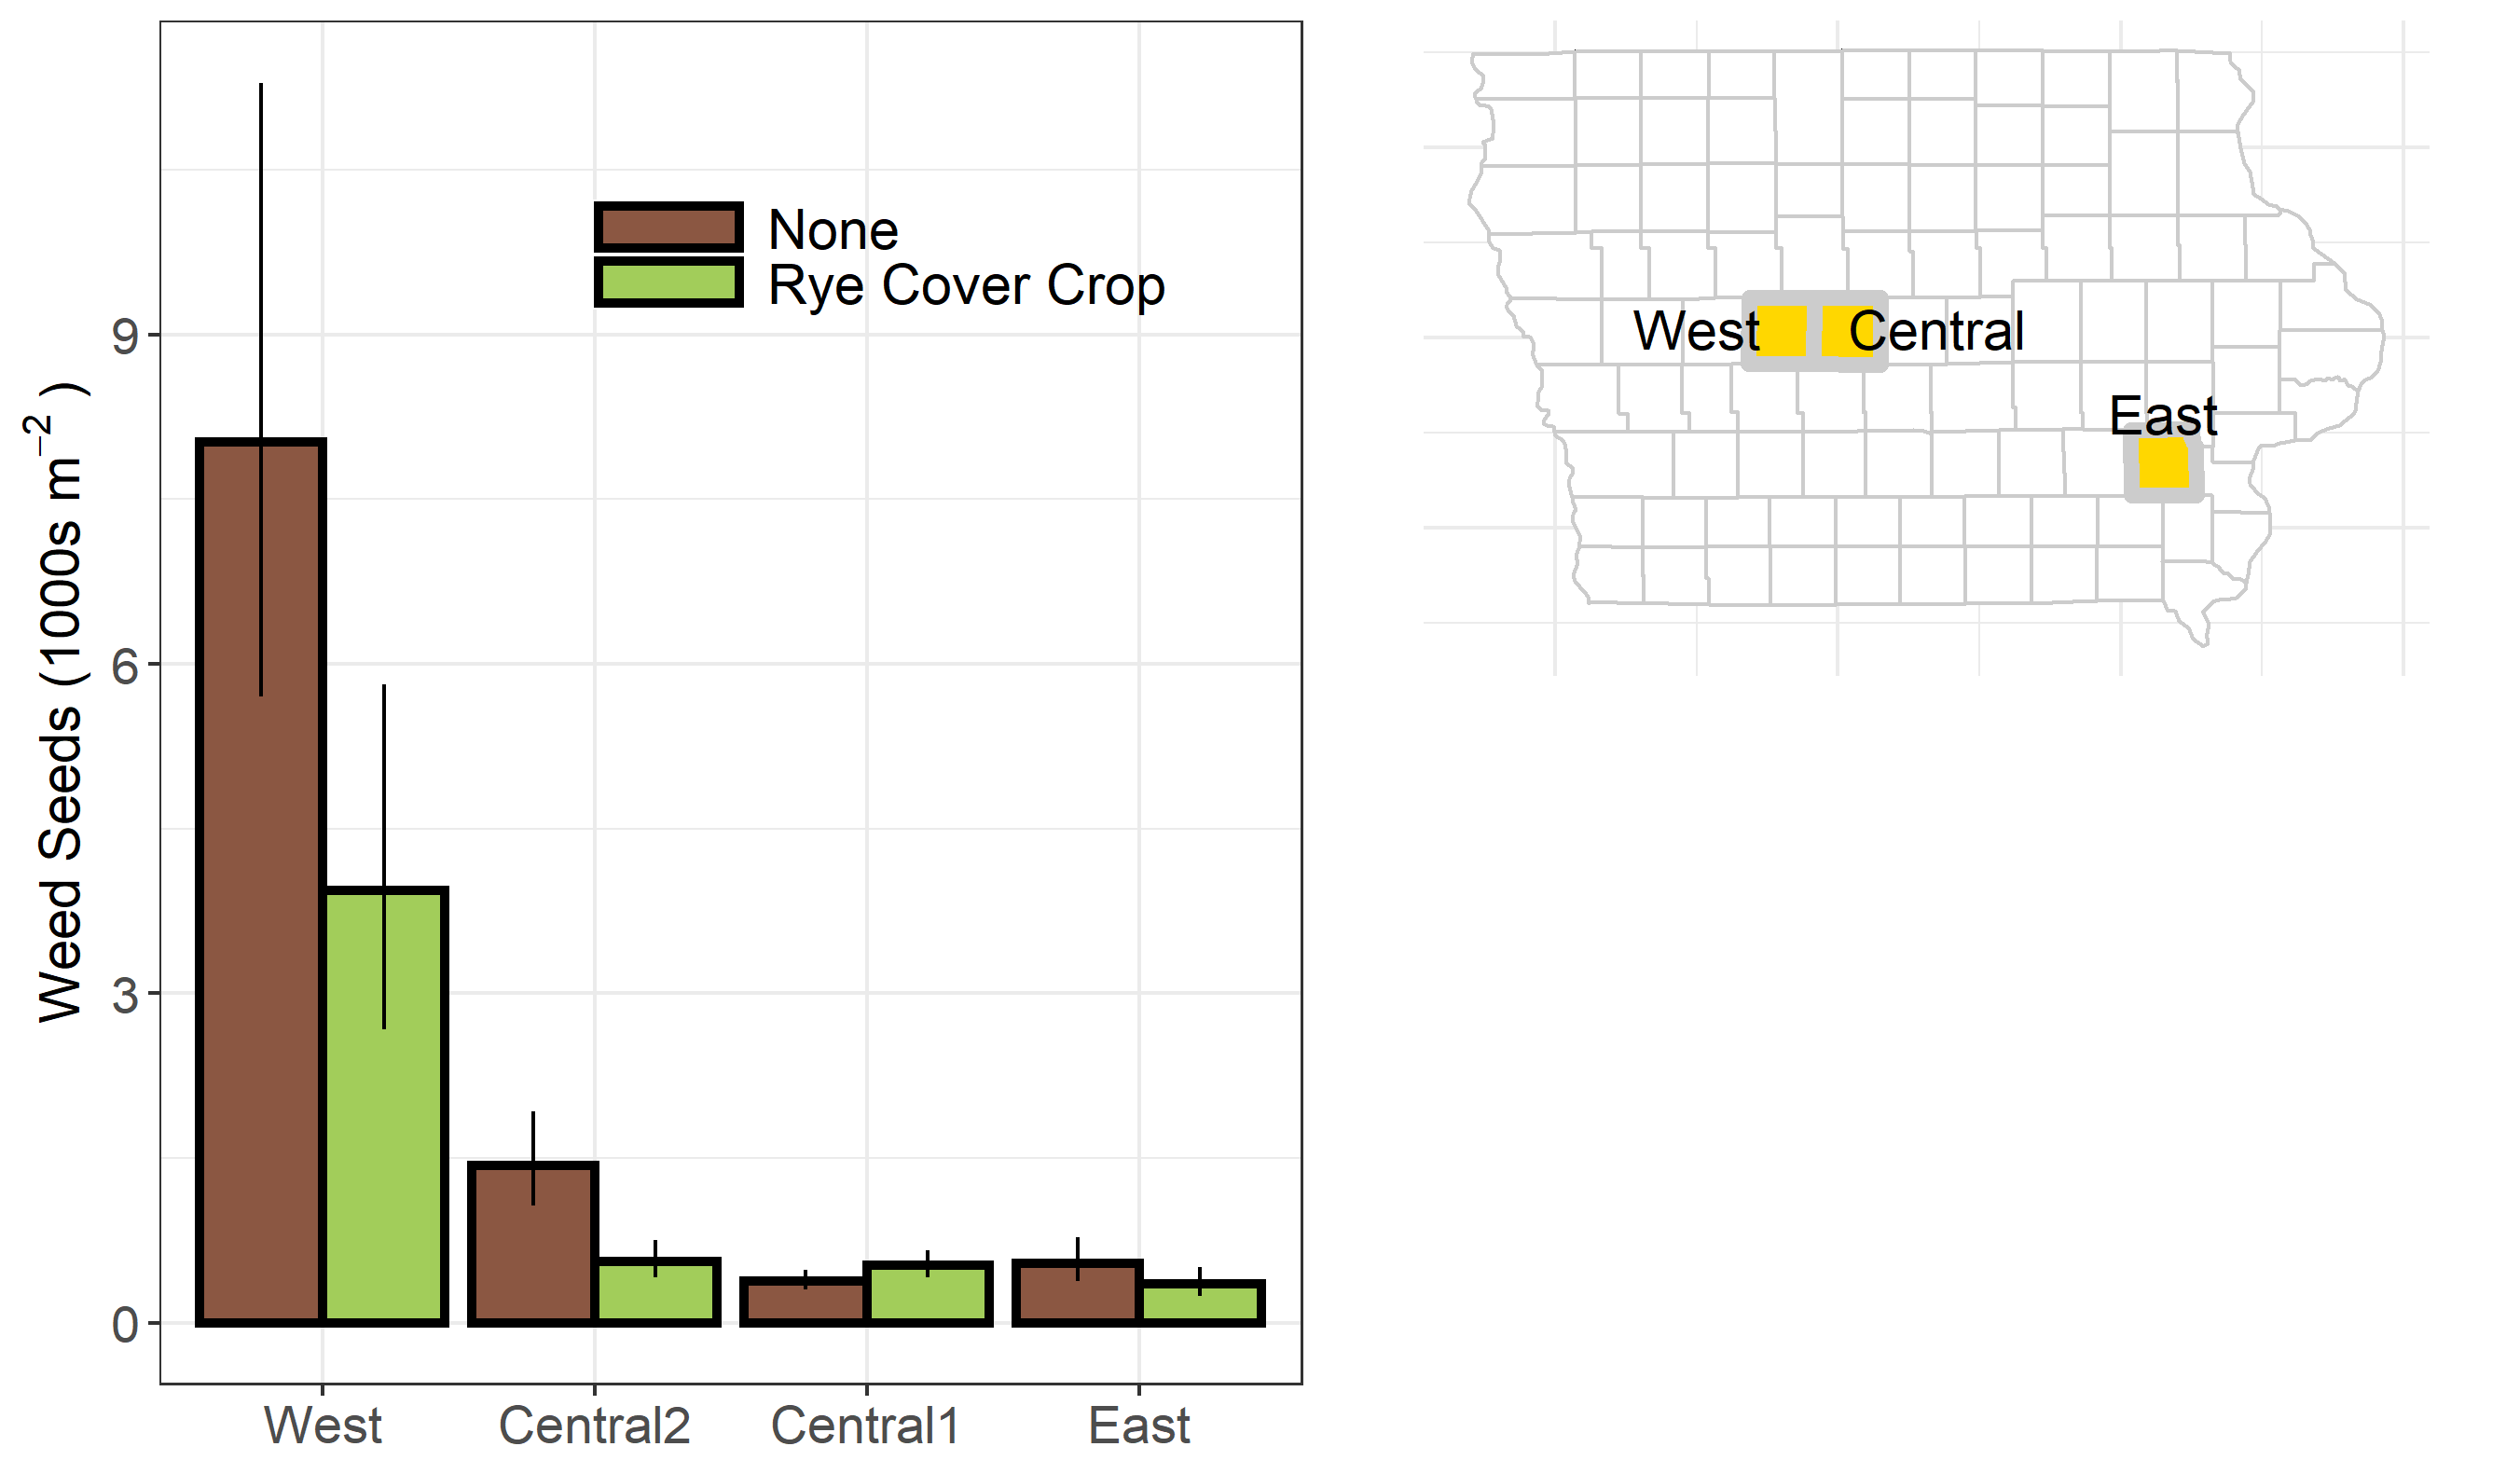 Weed Seeds (1000s m⁻²)
9
6
3
0
None
Rye Cover Crop
West
Central2
Central1
East
West
Central
East